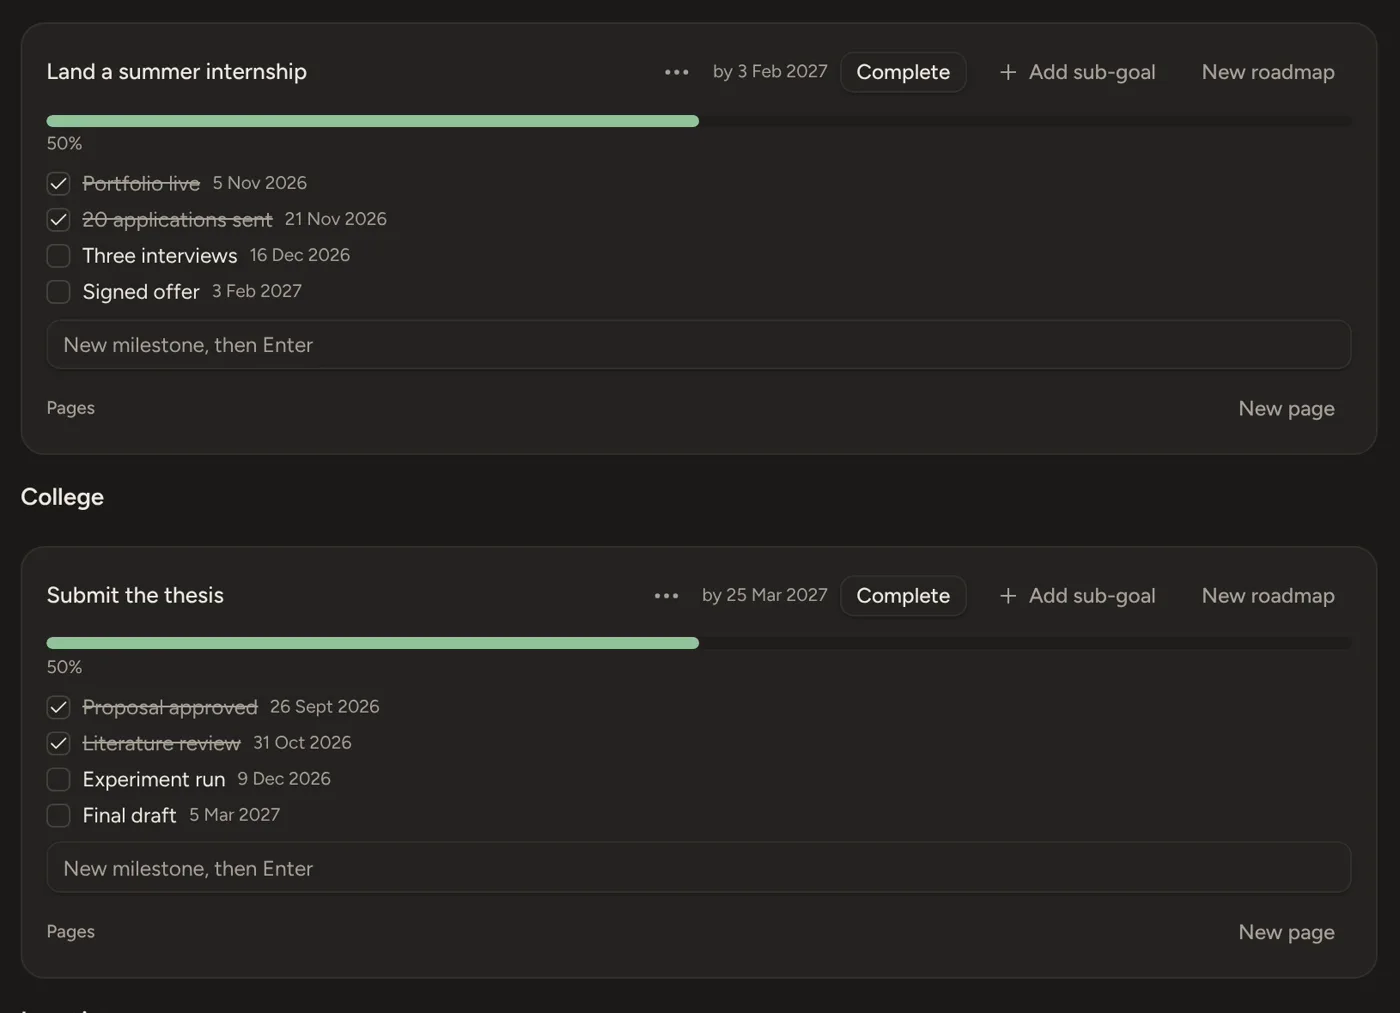 Land a summer internship
by 3 Feb 2027
Complete
+ Add sub-goal
New roadmap
50%
Portfolio live 5 Nov 2026
20 applications sent 21 Nov 2026
Three interviews 16 Dec 2026
Signed offer 3 Feb 2027
New milestone, then Enter
Pages
New page
College
Submit the thesis
by 25 Mar 2027
Complete
+ Add sub-goal
New roadmap
50%
Proposal approved 26 Sept 2026
Literature review 31 Oct 2026
Experiment run 9 Dec 2026
Final draft 5 Mar 2027
New milestone, then Enter
Pages
New page